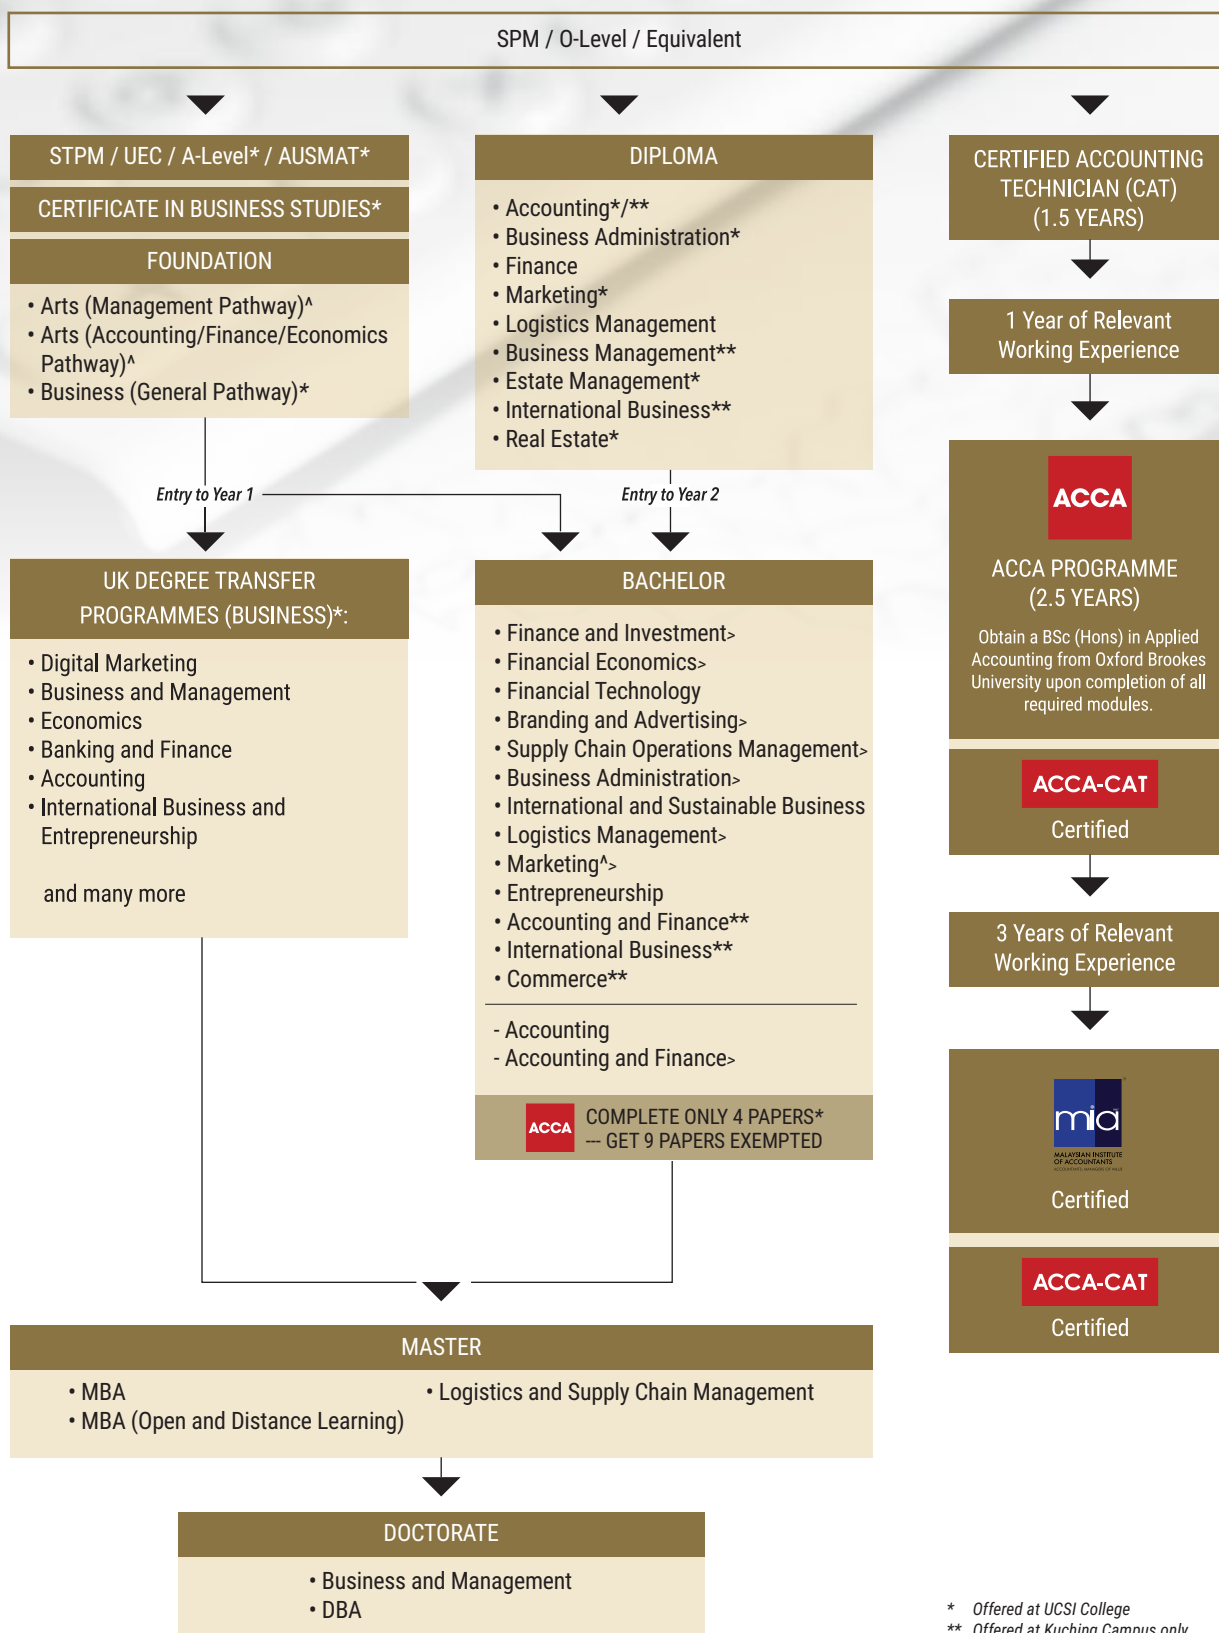 SPM / O-Level / Equivalent
STPM / UEC / A-Level* / AUSMAT*
CERTIFICATE IN BUSINESS STUDIES*
FOUNDATION
• Arts (Management Pathway)^
• Arts (Accounting/Finance/Economics
Pathway)^
• Business (General Pathway)*
DIPLOMA
• Accounting*/**
• Business Administration*
• Finance
• Marketing*
• Logistics Management
• Business Management**
• Estate Management*
• International Business**
• Real Estate*
Entry to Year 1
Entry to Year 2
UK DEGREE TRANSFER
PROGRAMMES (BUSINESS)*:
• Digital Marketing
• Business and Management
• Economics
• Banking and Finance
• Accounting
• International Business and
Entrepreneurship
and many more
BACHELOR
• Finance and Investment>
• Financial Economics>
• Financial Technology
• Branding and Advertising>
• Supply Chain Operations Management>
• Business Administration>
• International and Sustainable Business
• Logistics Management>
• Marketing^>
• Entrepreneurship
• Accounting and Finance**
• International Business**
• Commerce**
- Accounting
- Accounting and Finance>
ACCA
COMPLETE ONLY 4 PAPERS*
--- GET 9 PAPERS EXEMPTED
MASTER
• MBA
• MBA (Open and Distance Learning)
• Logistics and Supply Chain Management
DOCTORATE
• Business and Management
• DBA
CERTIFIED ACCOUNTING
TECHNICIAN (CAT)
(1.5 YEARS)
1 Year of Relevant
Working Experience
ACCA
ACCA PROGRAMME
(2.5 YEARS)
Obtain a BSc (Hons) in Applied
Accounting from Oxford Brookes
University upon completion of all
required modules.
ACCA-CAT
Certified
3 Years of Relevant
Working Experience
mia
MALAYSIAN INSTITUTE
OF ACCOUNTANTS
Certified
ACCA-CAT
Certified
* Offered at UCSI College
** Offered at Kuching Campus only